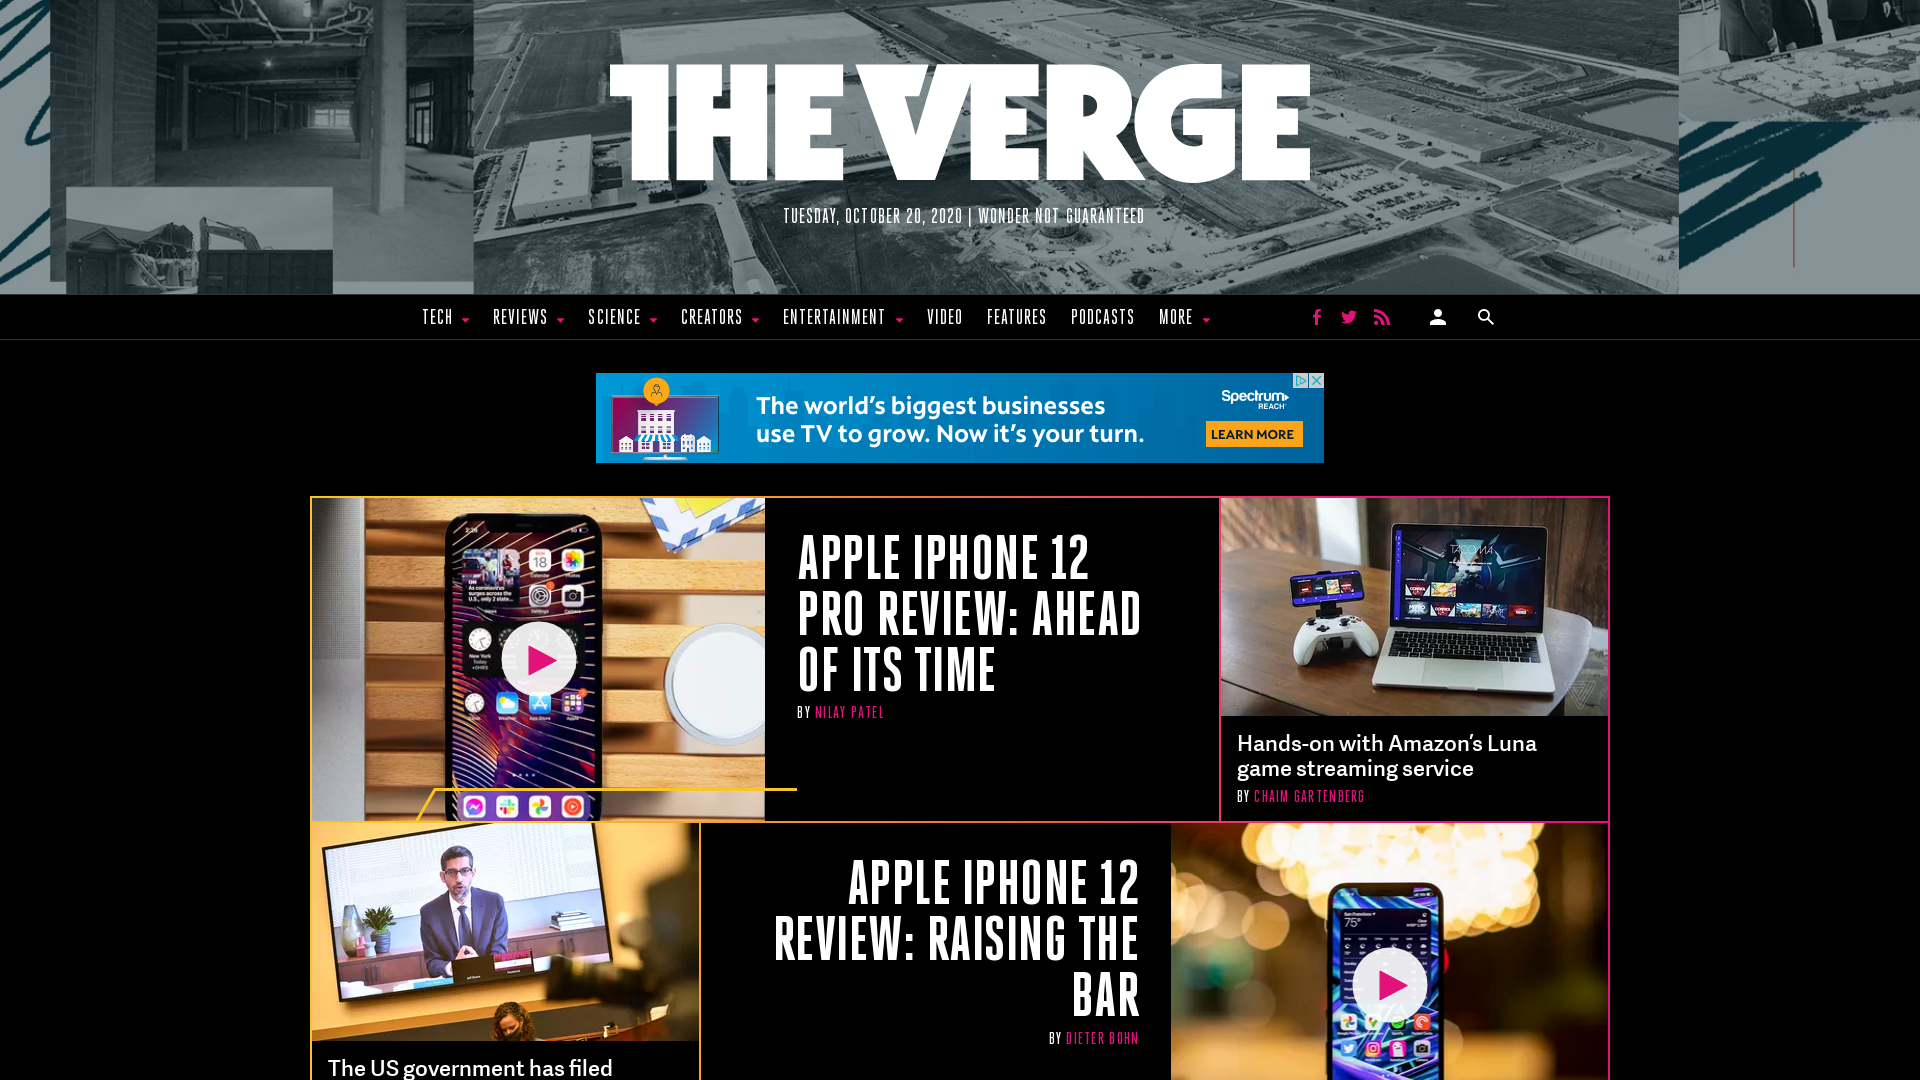 THE VERGE
TUESDAY, OCTOBER 20, 2020 | WONDER NOT GUARANTEED
TECH REVIEWS SCIENCE CREATORS ENTERTAINMENT VIDEO FEATURES PODCASTS MORE
The world's biggest businesses
use TV to grow. Now it's your turn.
Spectrum
REACH
LEARN MORE
APPLE IPHONE 12
PRO REVIEW: AHEAD
OF ITS TIME
BY NILAY PATEL
TACOMA
Hands-on with Amazon’s Luna
game streaming service
BY CHAIM GARTENBERG
APPLE IPHONE 12
REVIEW: RAISING THE
BAR
BY DIETER BOHN
75°
The US government has filed